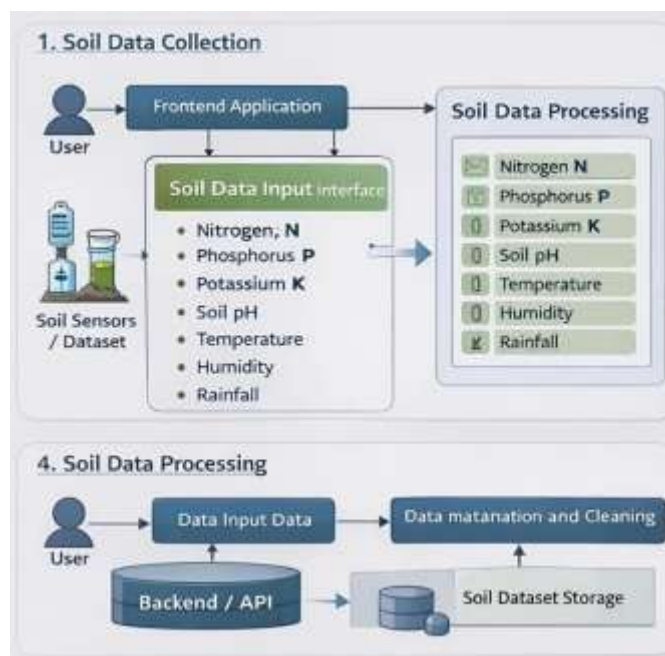 1. Soil Data Collection
User
Frontend Application
Soil Sensors
/ Dataset
Soil Data Input interface
Nitrogen, N
Phosphorus P
Potassium K
Soil pH
Temperature
Humidity
Rainfall
Soil Data Processing
Nitrogen N
Phosphorus P
Potassium K
Soil pH
Temperature
Humidity
Rainfall
4. Soil Data Processing
User
Data Input Data
Data matanation and Cleaning
Backend / API
Soil Dataset Storage